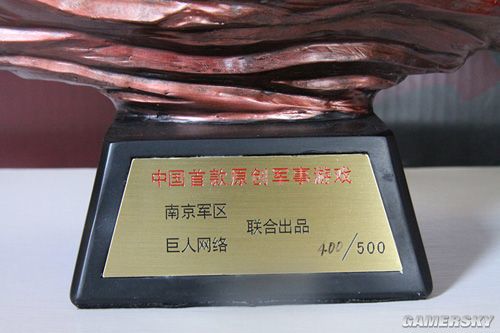 中国首款原创军事游戏
南京军区
巨人网络
联合出品
400/500
GAMERSKY